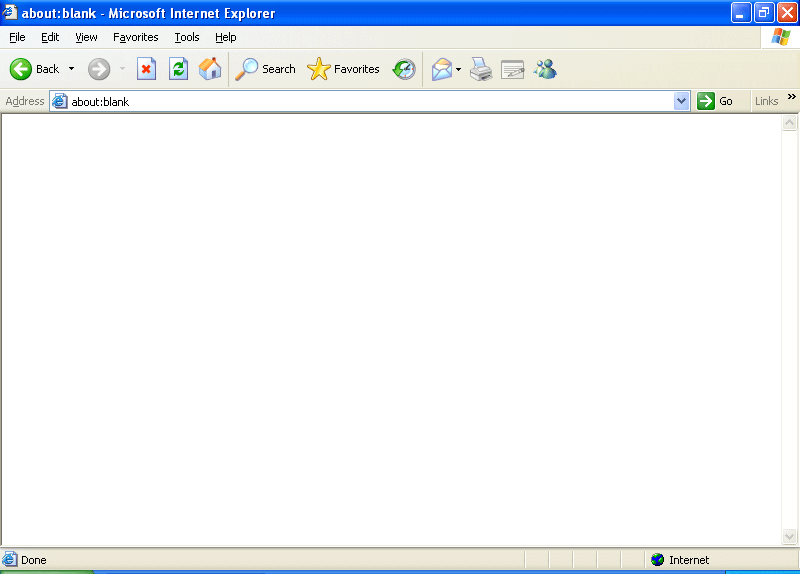 about:blank - Microsoft Internet Explorer
File Edit View Favorites Tools Help
Back Search Favorites
Address about:blank Go Links »
Done Internet